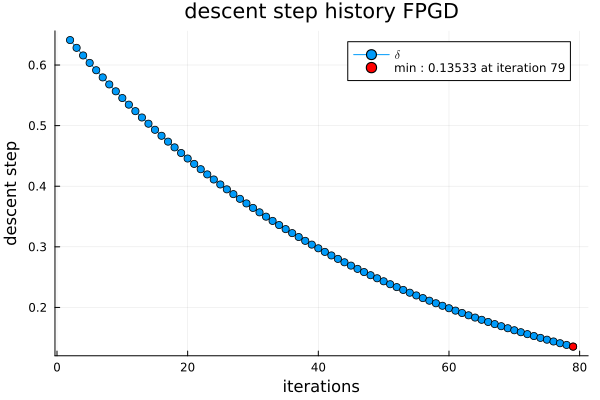 descent step history FPGD
δ
min : 0.13533 at iteration 79
descent step
0.6
0.5
0.4
0.3
0.2
0
20
40
60
80
iterations